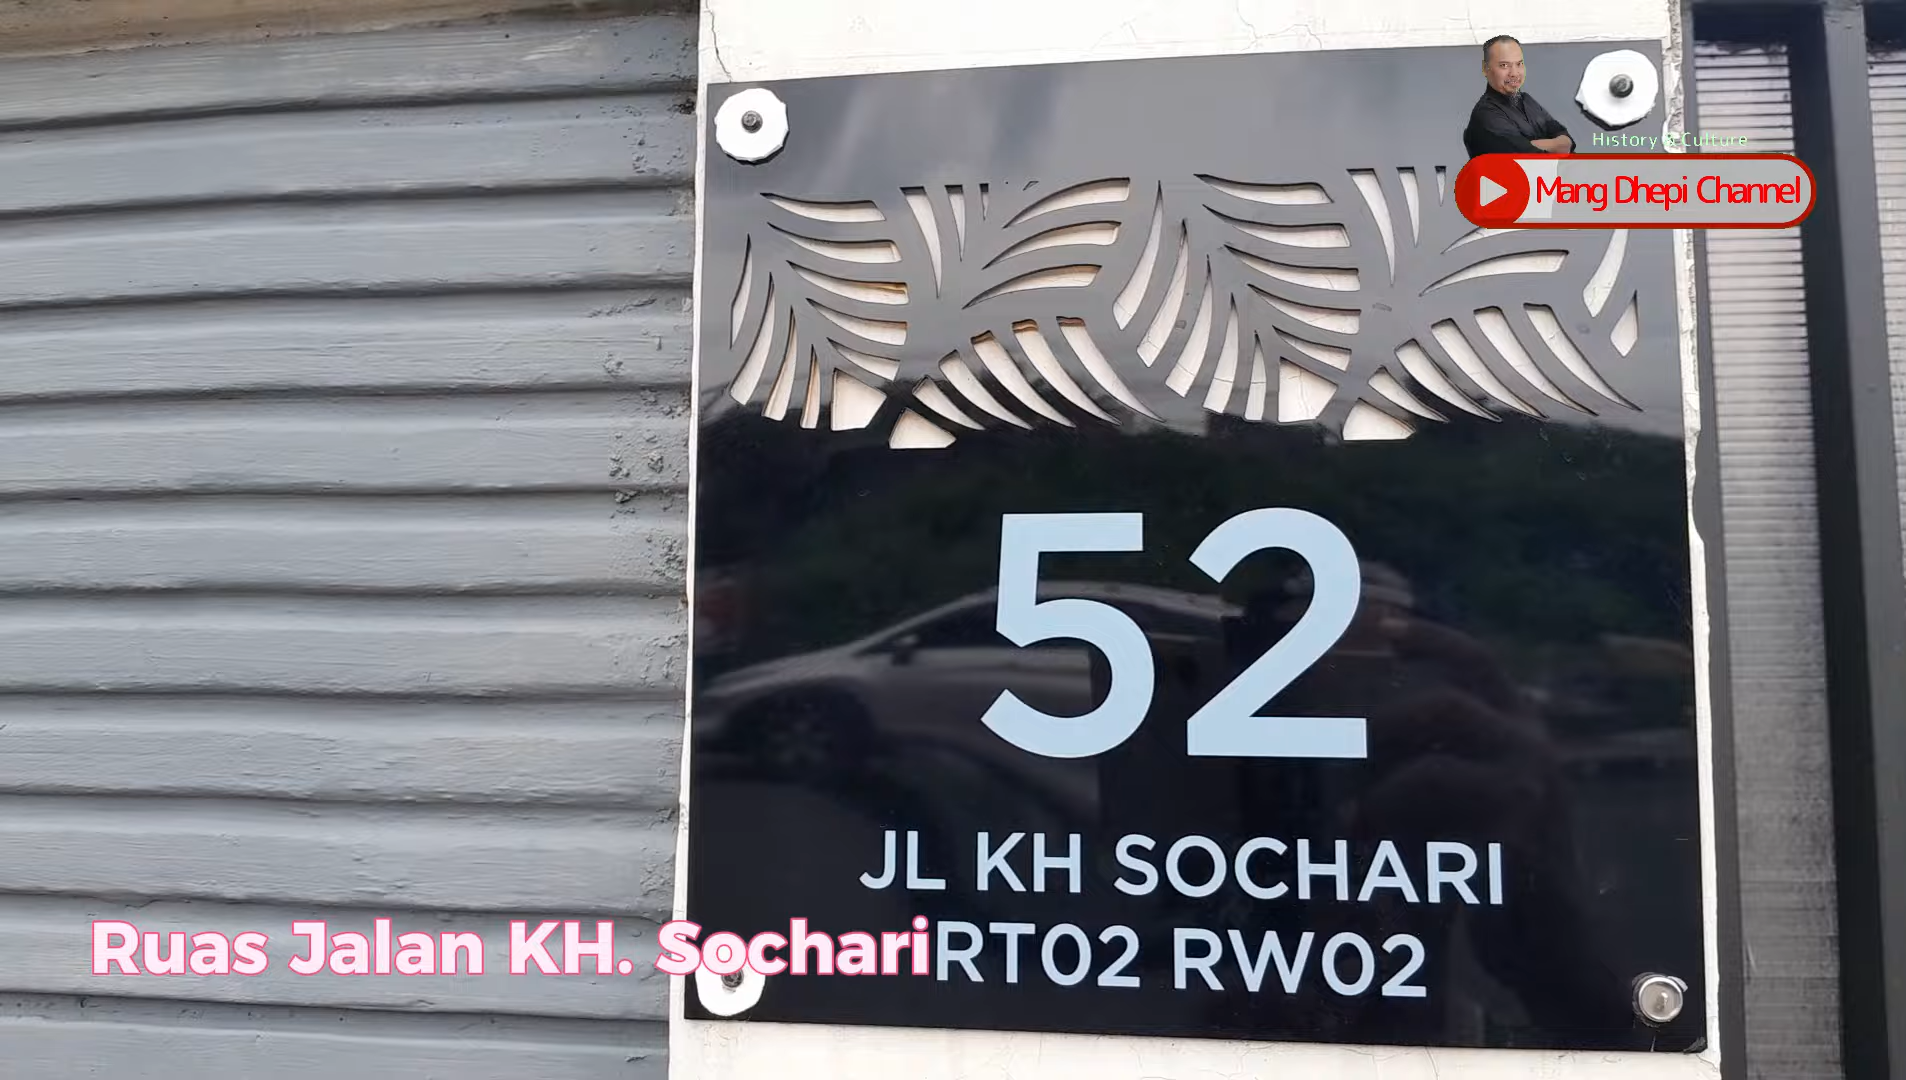 History & Culture
Mang Dhepi Channel
52
JL KH SOCHARI
RT02 RW02
Ruas Jalan KH. Sochari